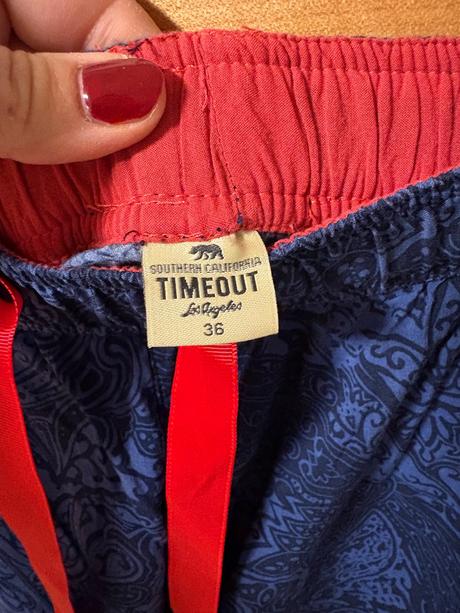 SOUTHERN CALIFORNIA
TIMEOUT
Los Angeles
36